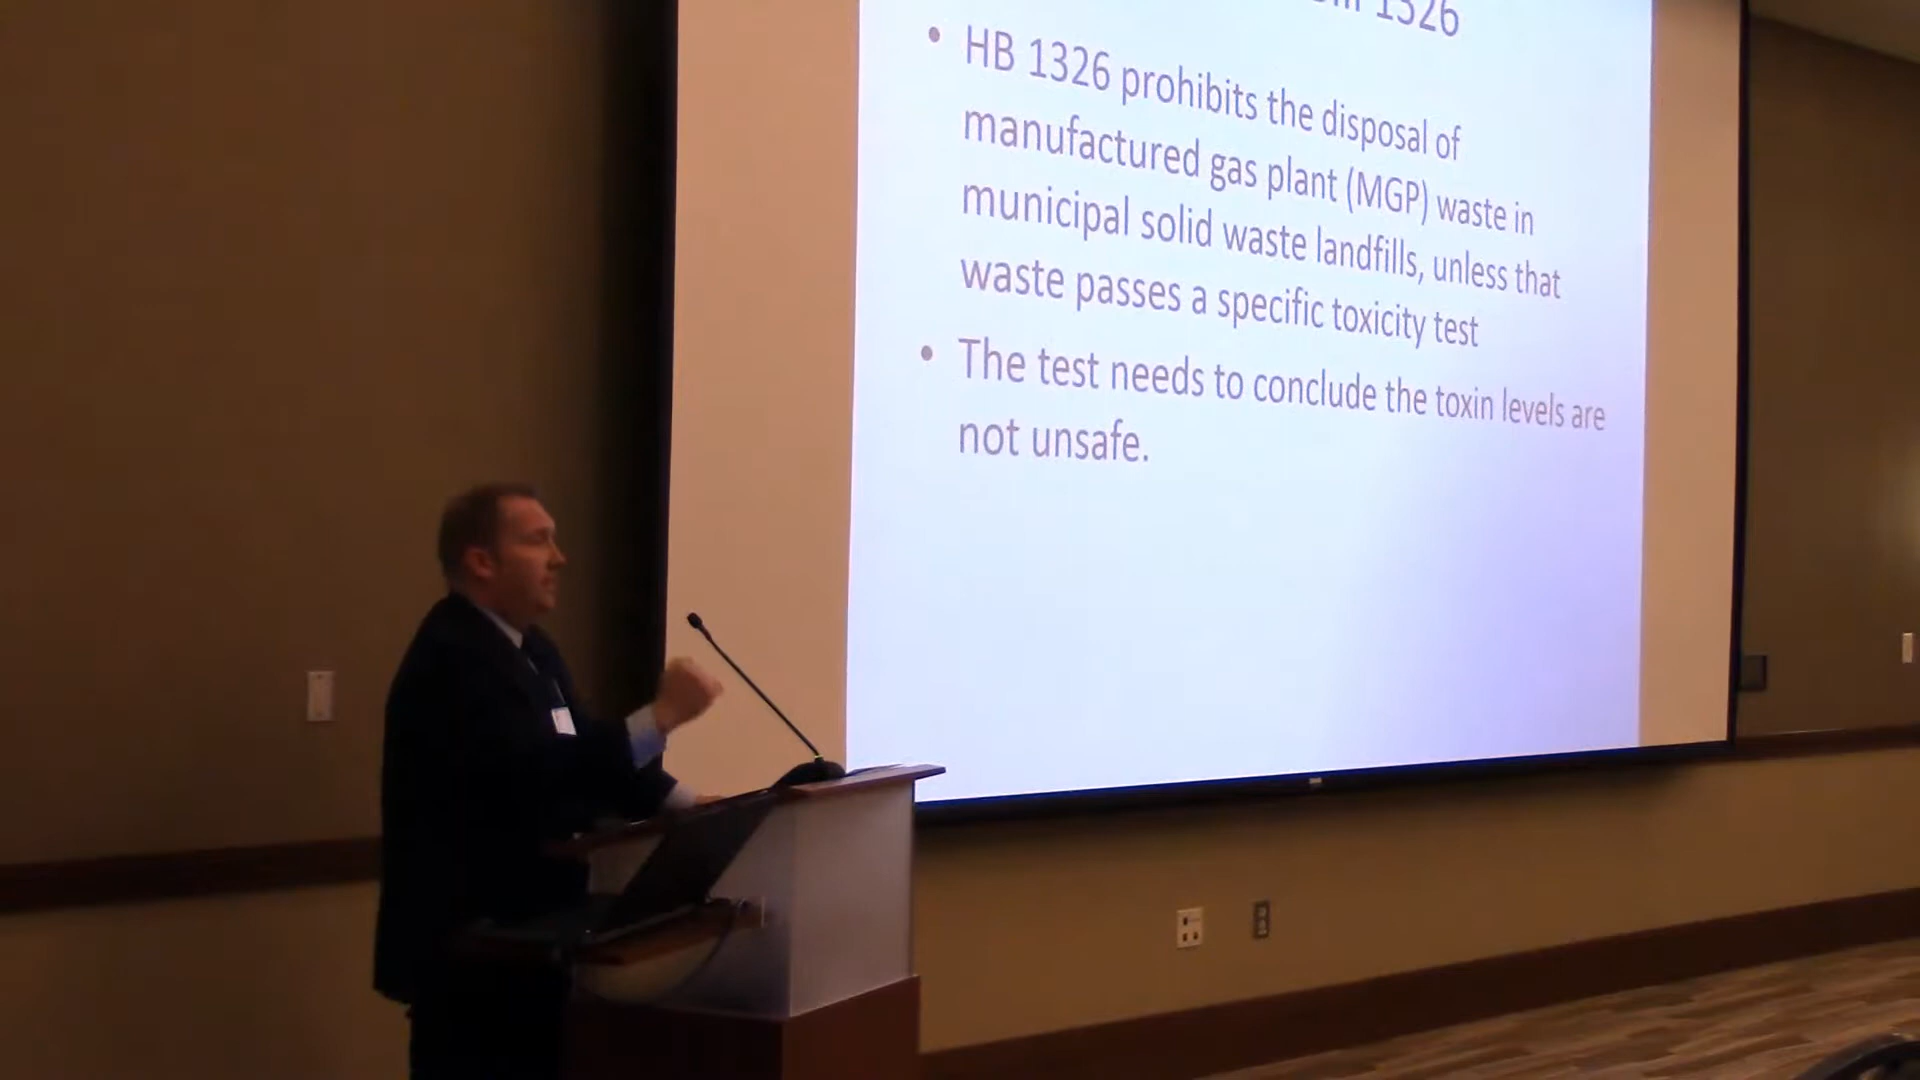 1326
• HB 1326 prohibits the disposal of
manufactured gas plant (MGP) waste in
municipal solid waste landfills, unless that
waste passes a specific toxicity test
• The test needs to conclude the toxin levels are
not unsafe.